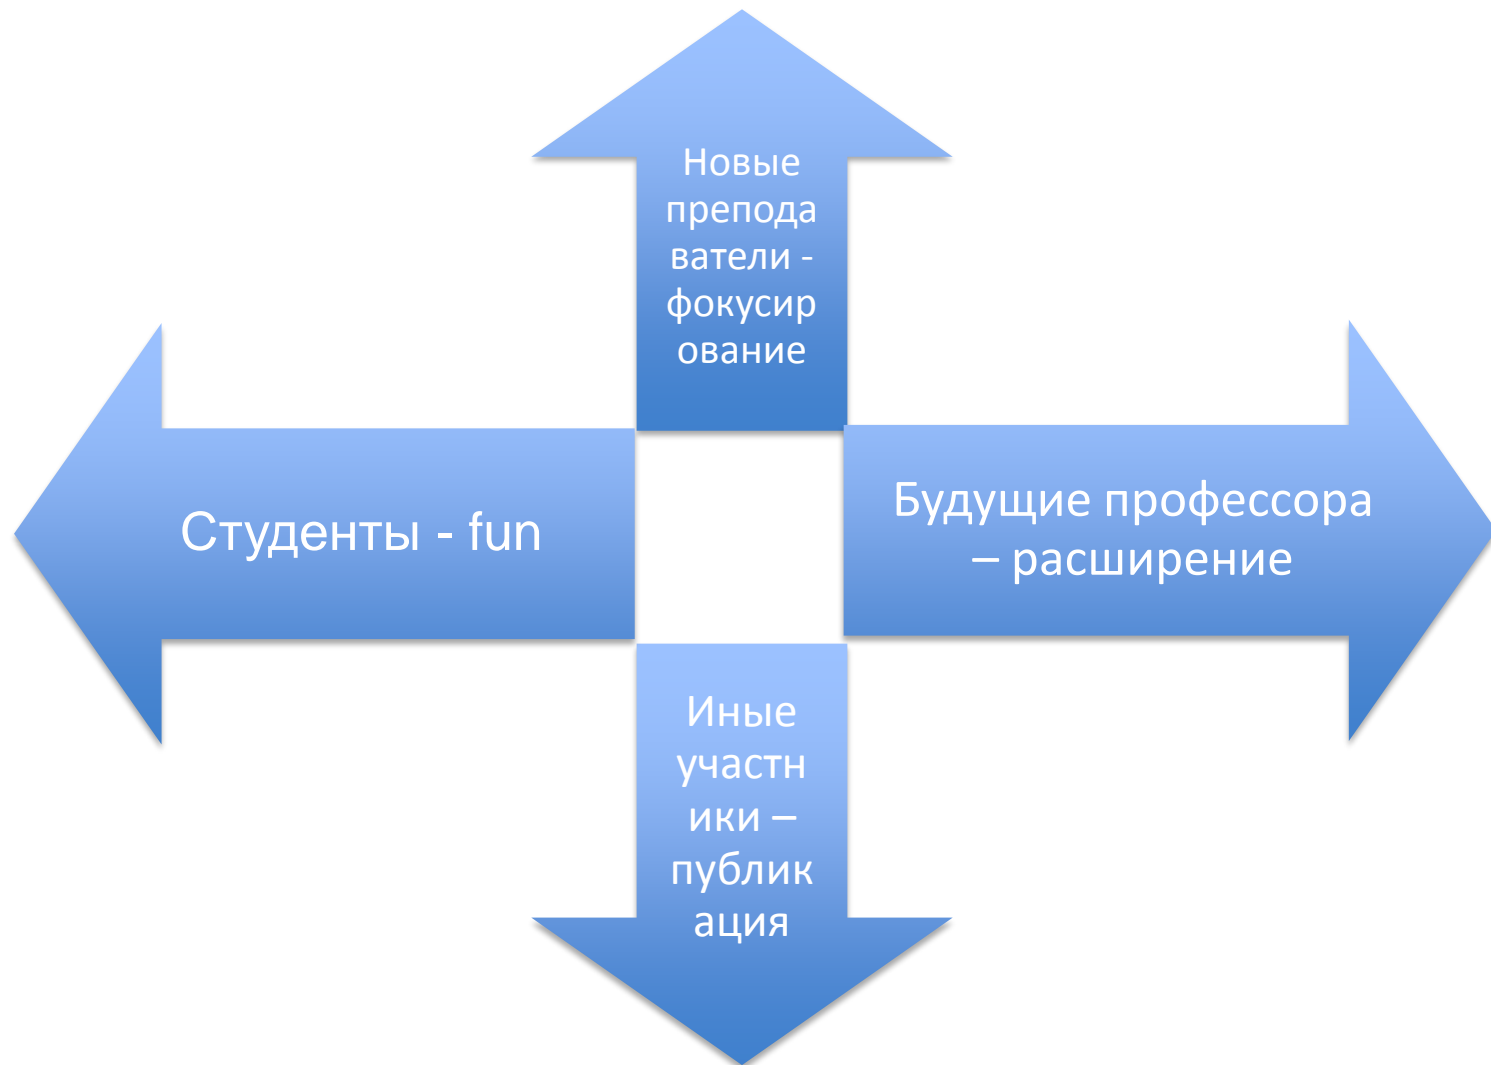 Новые
препода
ватели -
фокусир
ование
Студенты - fun
Будущие профессора
– расширение
Иные
участн
ики –
публик
ация